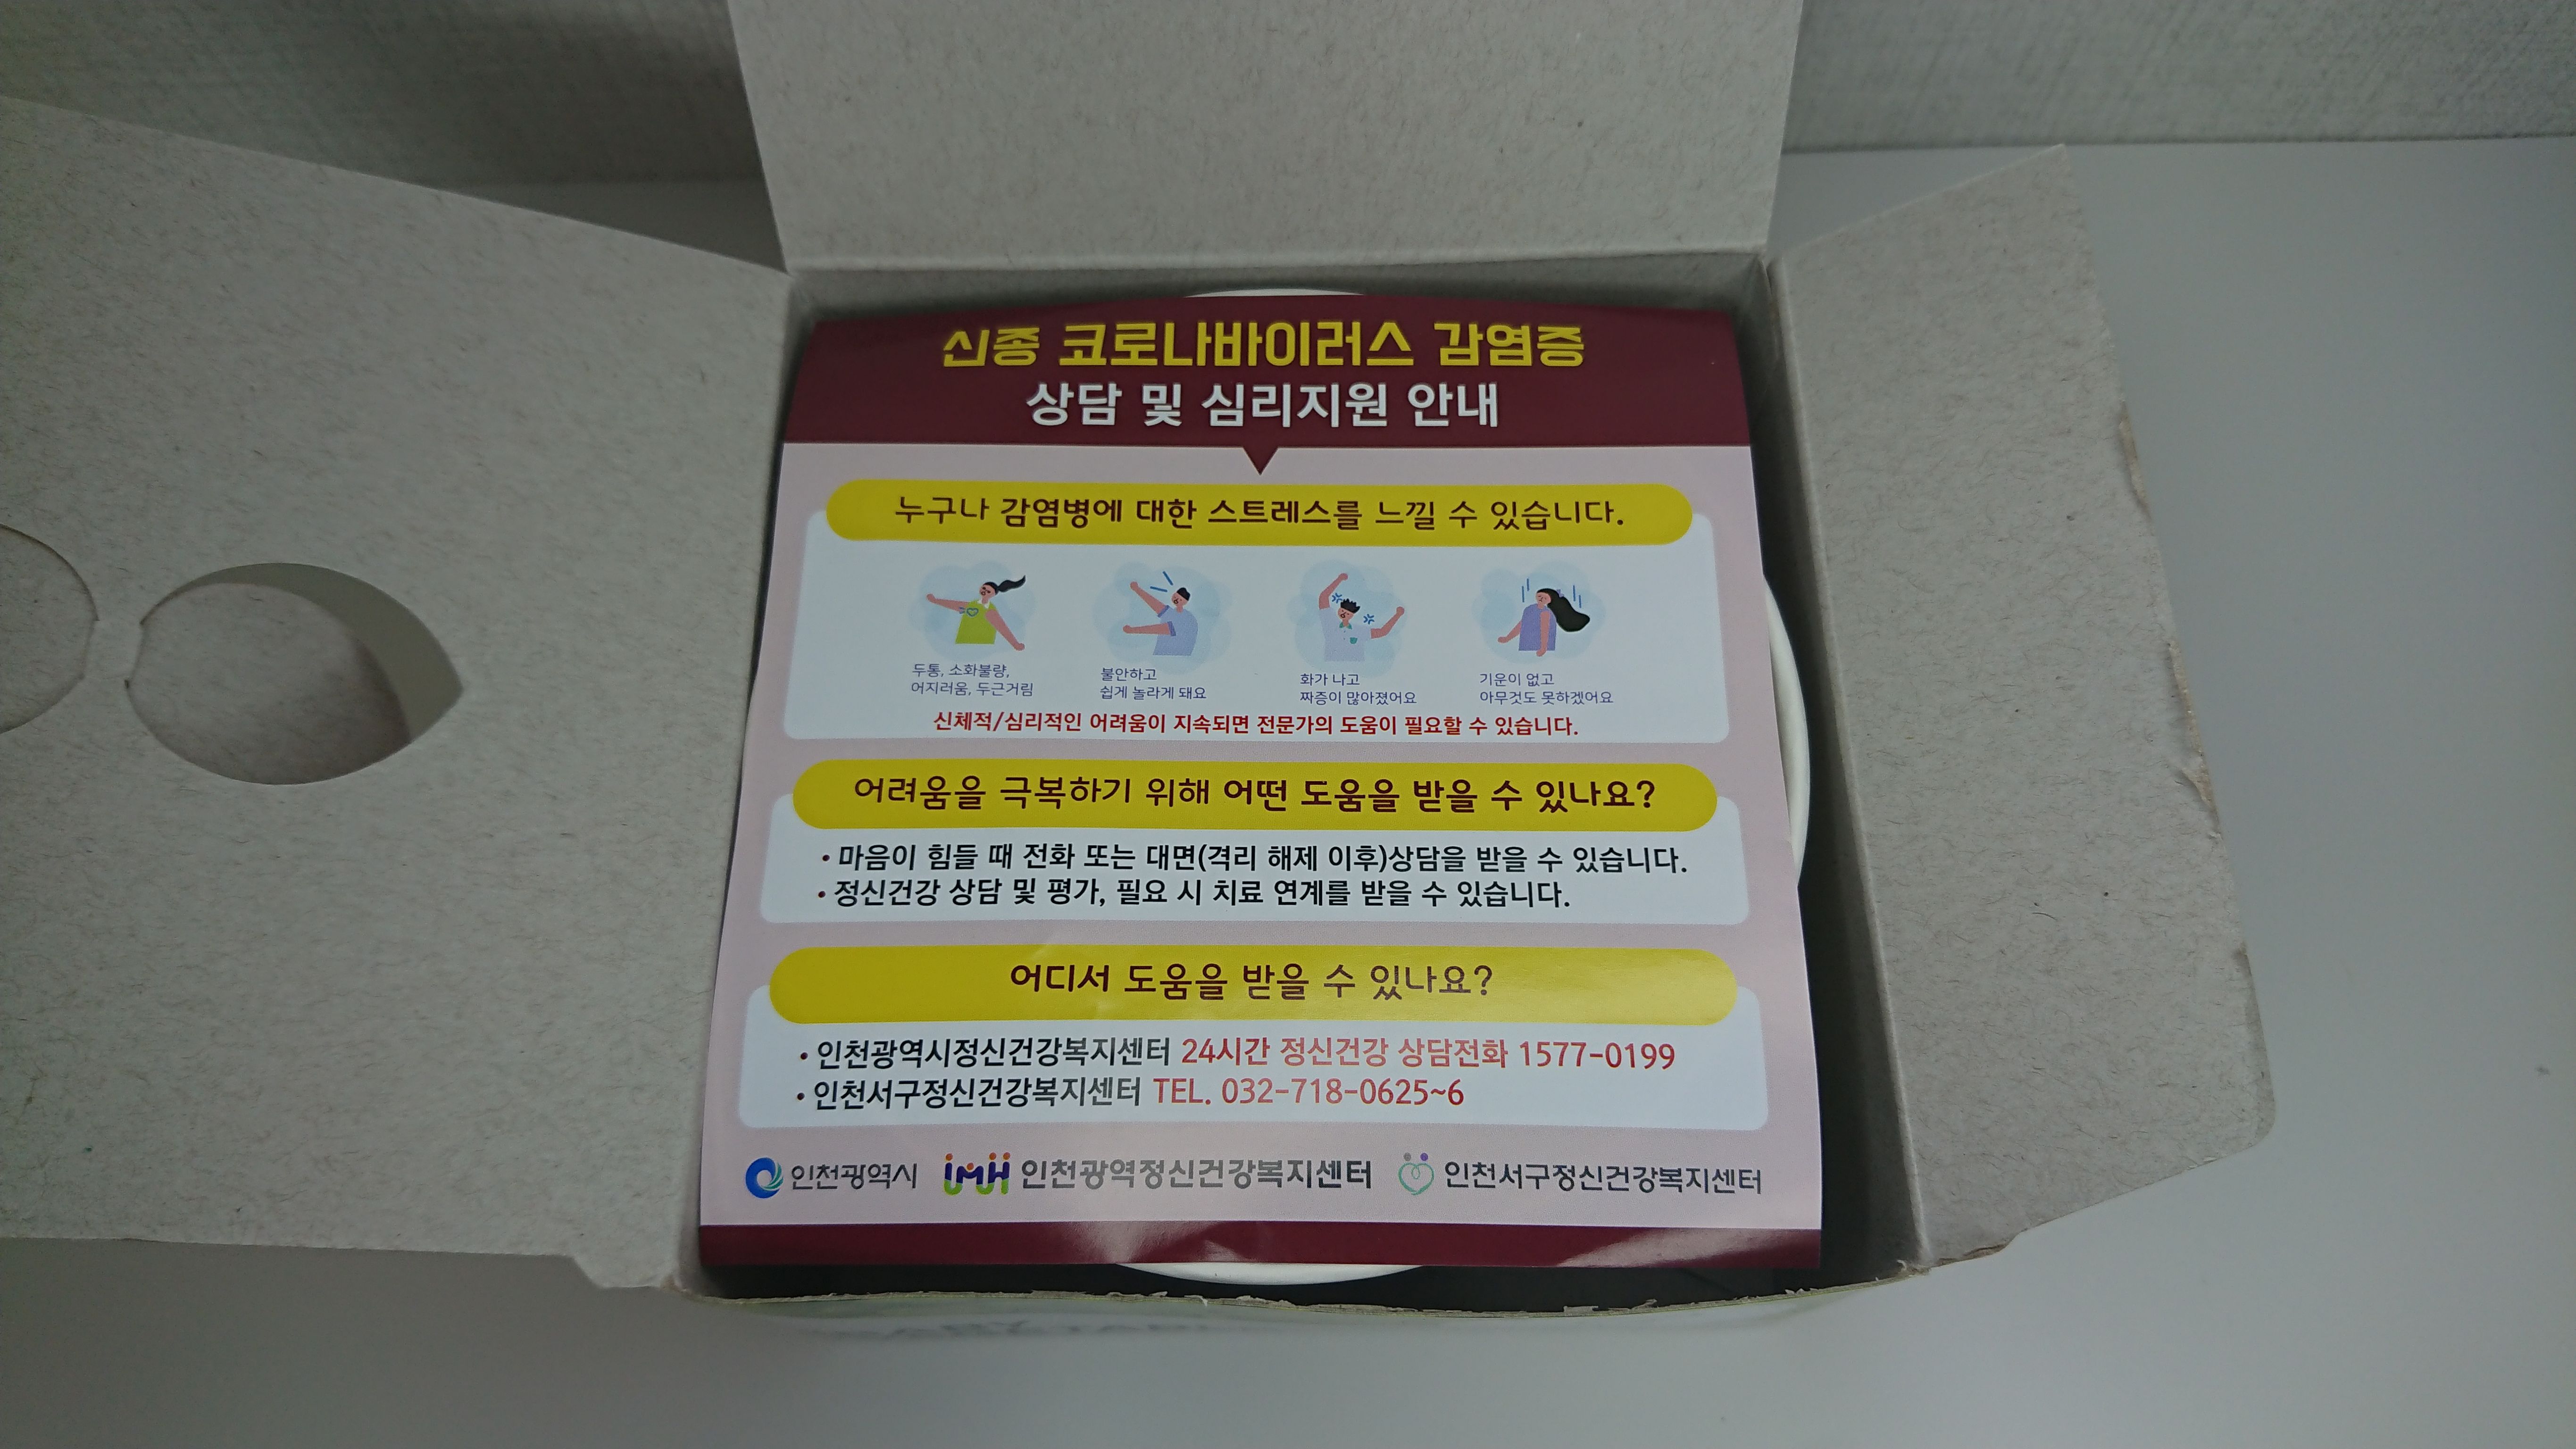 신종 코로나바이러스 감염증
상담 및 심리지원 안내
누구나 감염병에 대한 스트레스를 느낄 수 있습니다.
두통, 소화불량,
어지러움, 두근거림
불안하고
쉽게 놀라게 돼요
화가 나고
짜증이 많아졌어요
기운이 없고
아무것도 못하겠어요
신체적/심리적인 어려움이 지속되면 전문가의 도움이 필요할 수 있습니다.
어려움을 극복하기 위해 어떤 도움을 받을 수 있나요?
• 마음이 힘들 때 전화 또는 대면(격리 해제 이후)상담을 받을 수 있습니다.
• 정신건강 상담 및 평가, 필요 시 치료 연계를 받을 수 있습니다.
어디서 도움을 받을 수 있나요?
• 인천광역시정신건강복지센터 24시간 정신건강 상담전화 1577-0199
• 인천서구정신건강복지센터 TEL. 032-718-0625~6
인천광역시 iMH 인천광역정신건강복지센터 인천서구정신건강복지센터